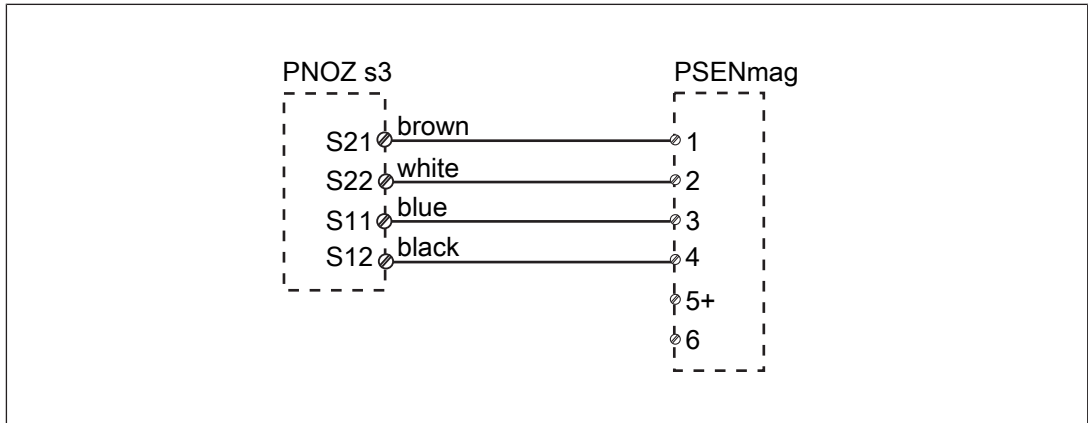 PNOZ s3
PSENmag
S21 brown 1
S22 white 2
S11 blue 3
S12 black 4
5+
6